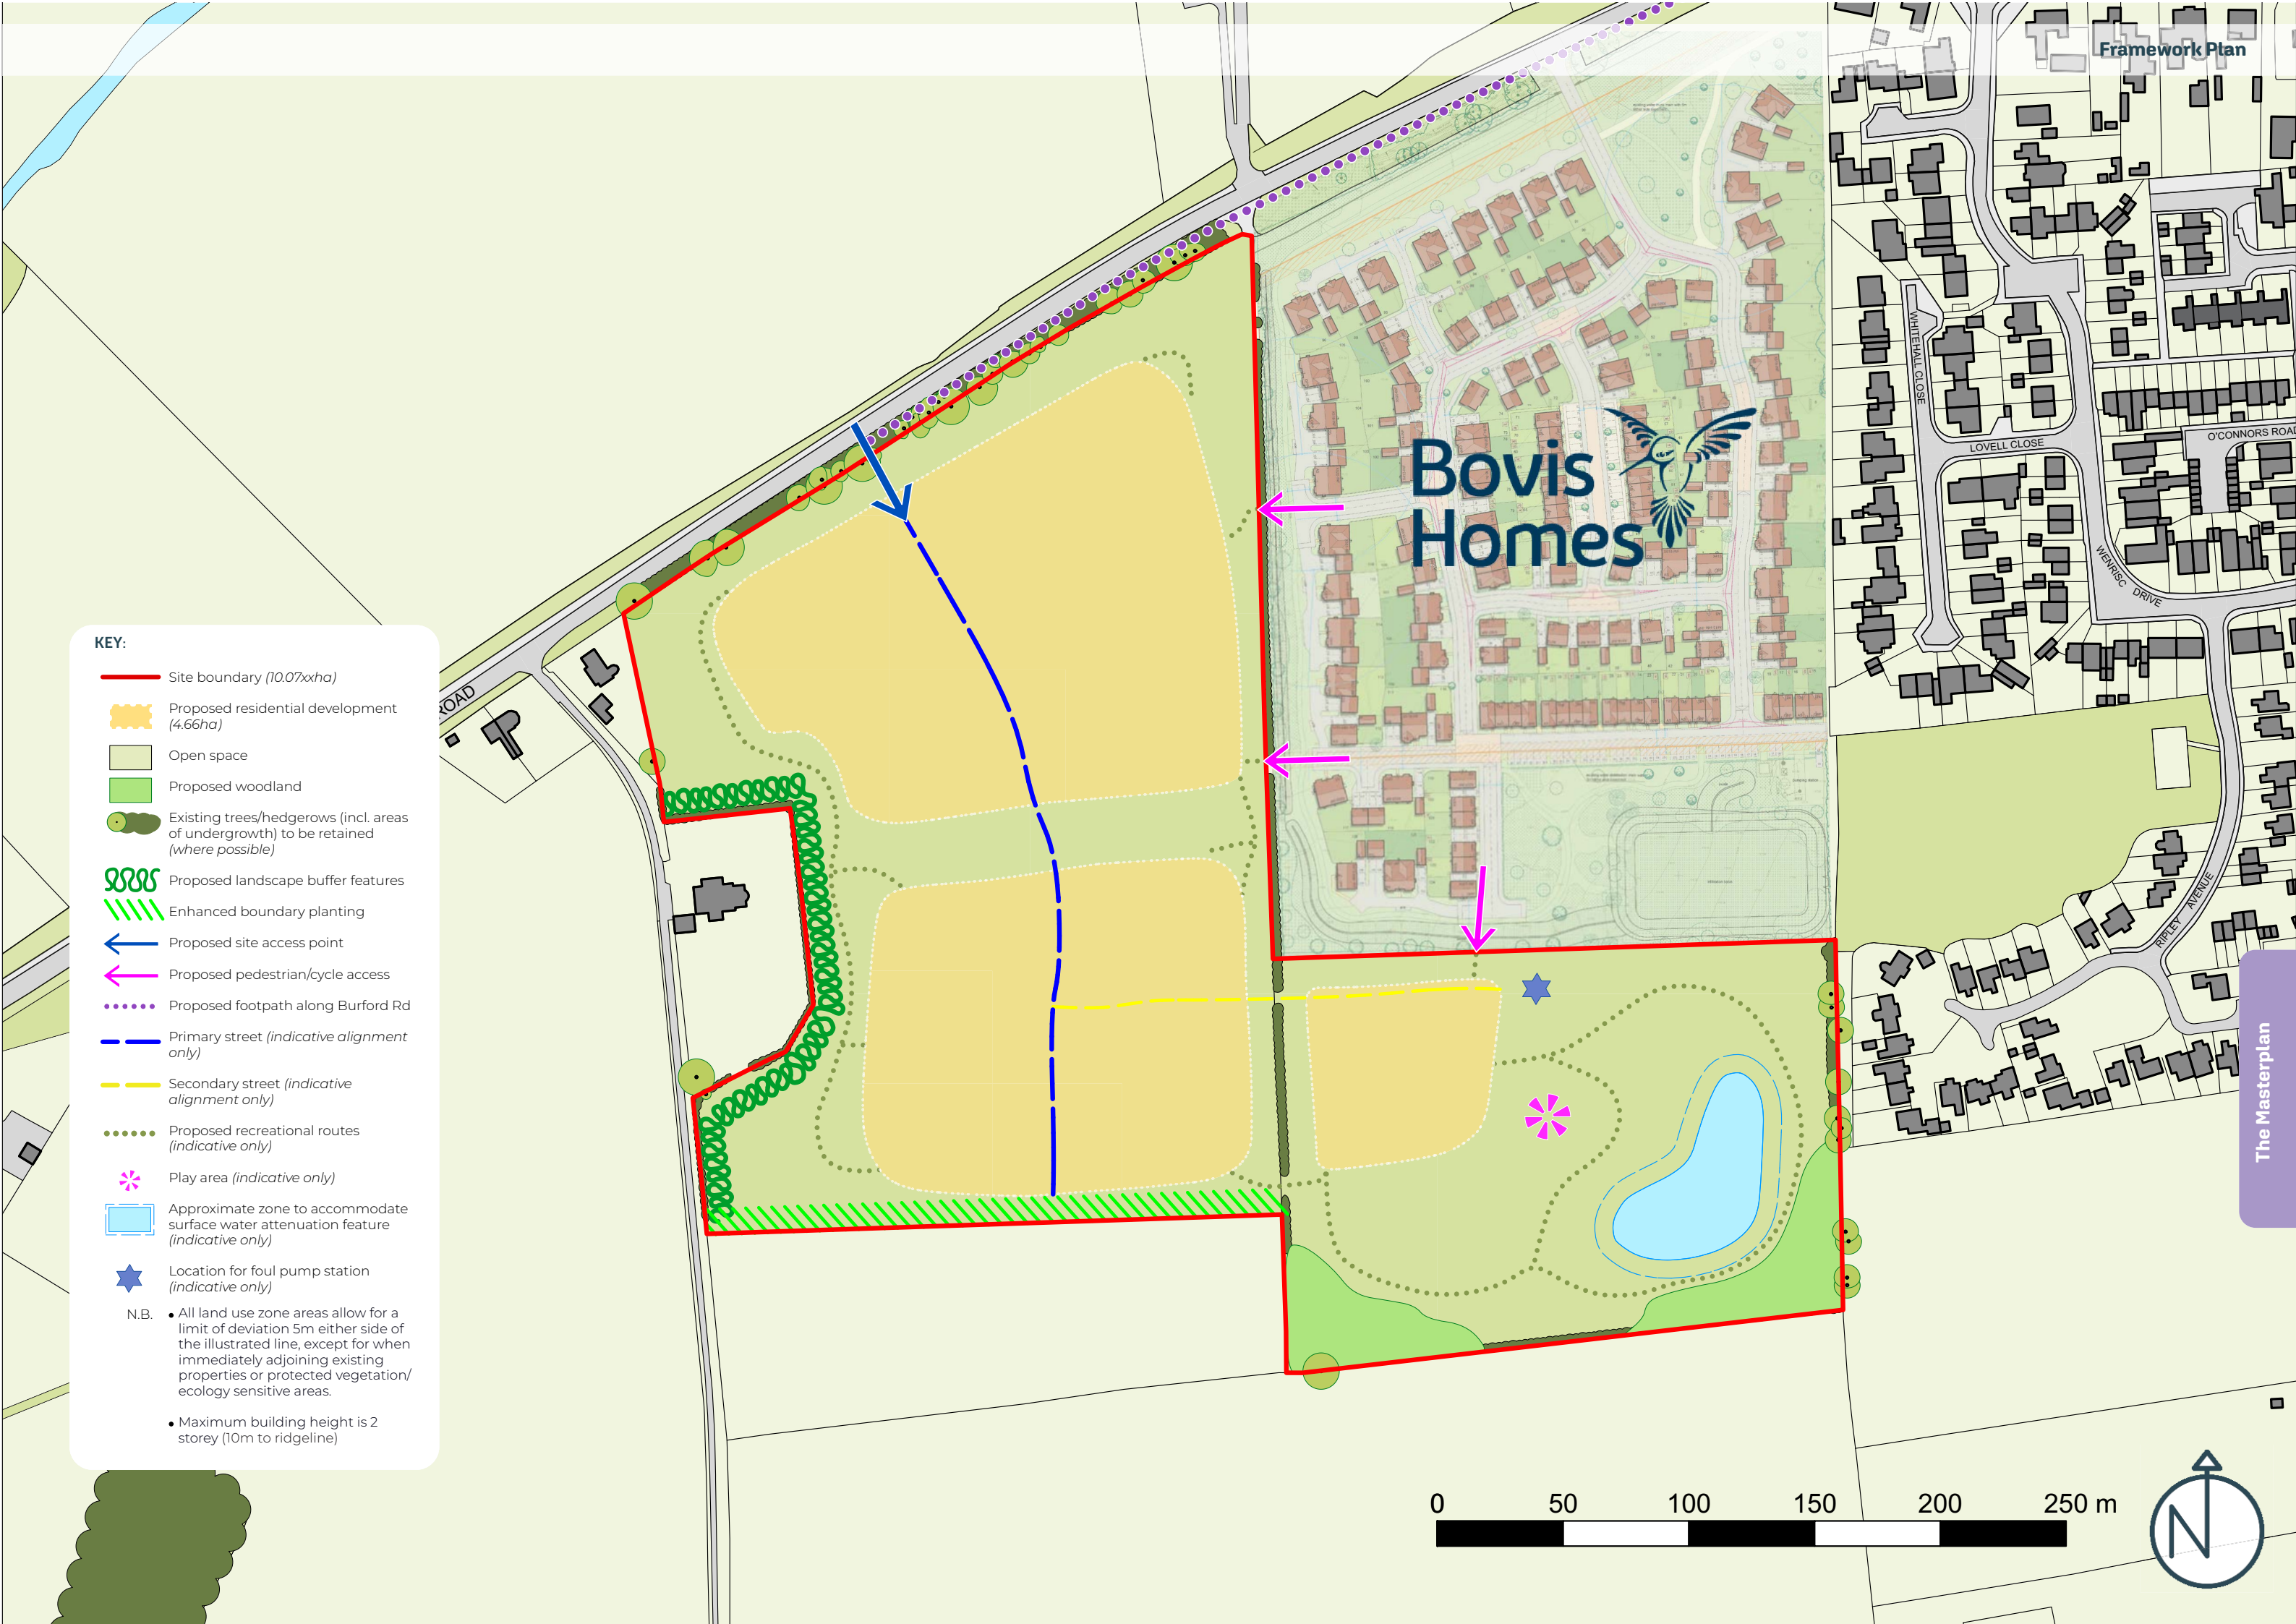 Framework Plan
WHITEHALL CLOSE
LOVELL CLOSE
O'CONNORS ROAD
WENRISC DRIVE
Bovis
Homes
KEY:
Site boundary (10.07xxha)
Proposed residential development
(4.66ha)
Open space
Proposed woodland
Existing trees/hedgerows (incl. areas
of undergrowth) to be retained
(where possible)
Proposed landscape buffer features
Enhanced boundary planting
Proposed site access point
Proposed pedestrian/cycle access
Proposed footpath along Burford Rd
Primary street (indicative alignment
only)
Secondary street (indicative
alignment only)
Proposed recreational routes
(indicative only)
Play area (indicative only)
Approximate zone to accommodate
surface water attenuation feature
(indicative only)
Location for foul pump station
(indicative only)
N.B. • All land use zone areas allow for a
limit of deviation 5m either side of
the illustrated line, except for when
immediately adjoining existing
properties or protected vegetation/
ecology sensitive areas.
• Maximum building height is 2
storey (10m to ridgeline)
ROAD
RIPLEY AVENUE
The Masterplan
0 50 100 150 200 250 m
N